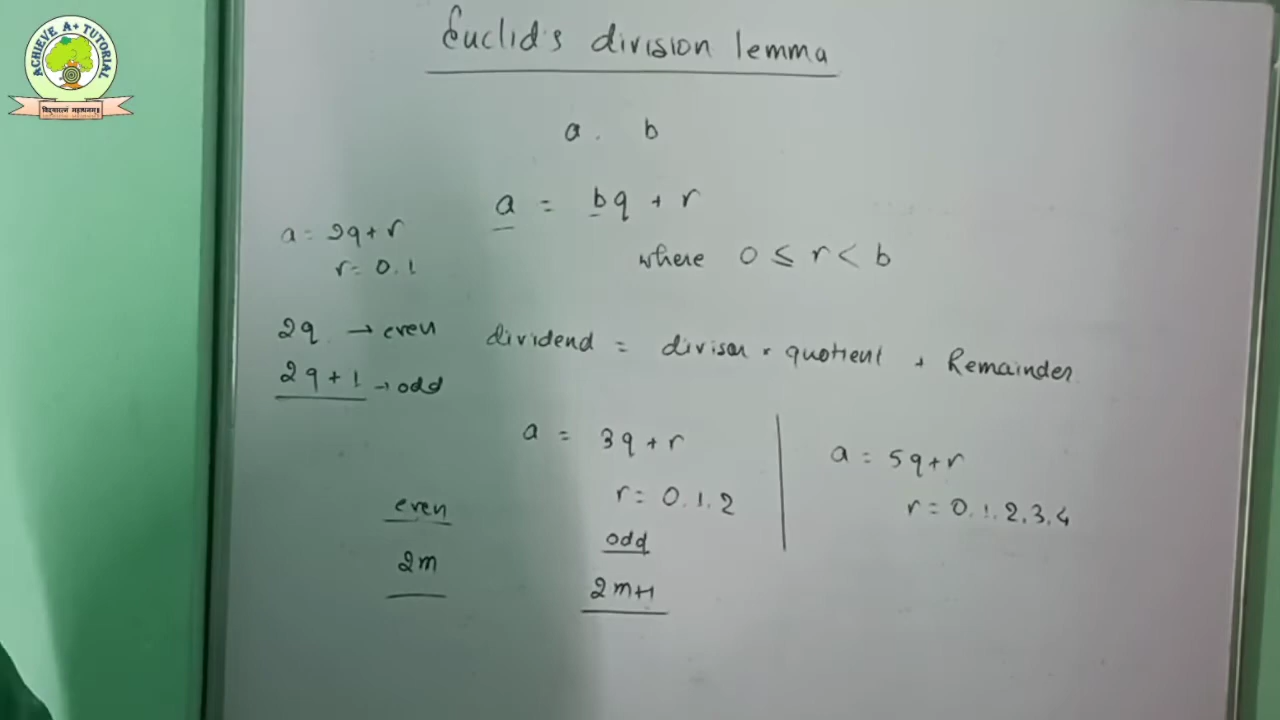 ACHIEVE A+ TUTORIAL
Euclid's division lemma
a . b
a = bq + r
where 0 ≤ r < b
a = 2q + r
r = 0.1
2q → even
2q + 1 → odd
dividend = divisor × quotient + Remainder
a = 3q + r
r = 0.1.2
a = 5q + r
r = 0.1.2.3.4
even
2m
odd
2m+1